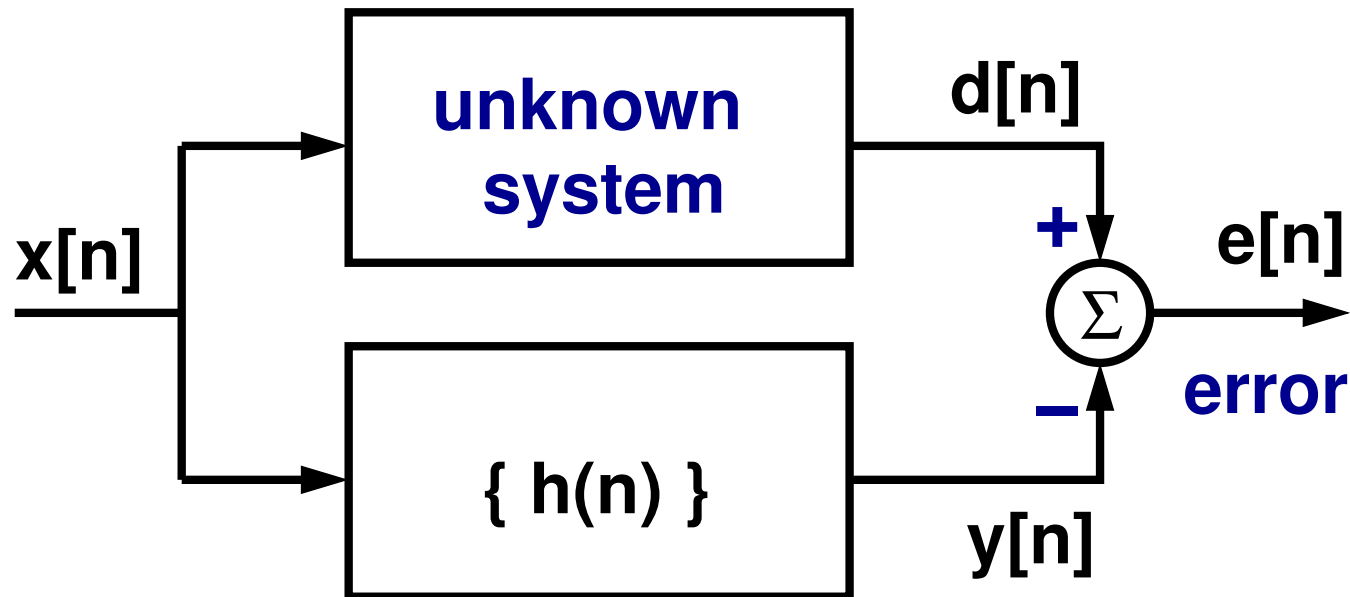 unknown
system
d[n]
x[n]
+
e[n]
Σ
error
−
{ h(n) }
y[n]